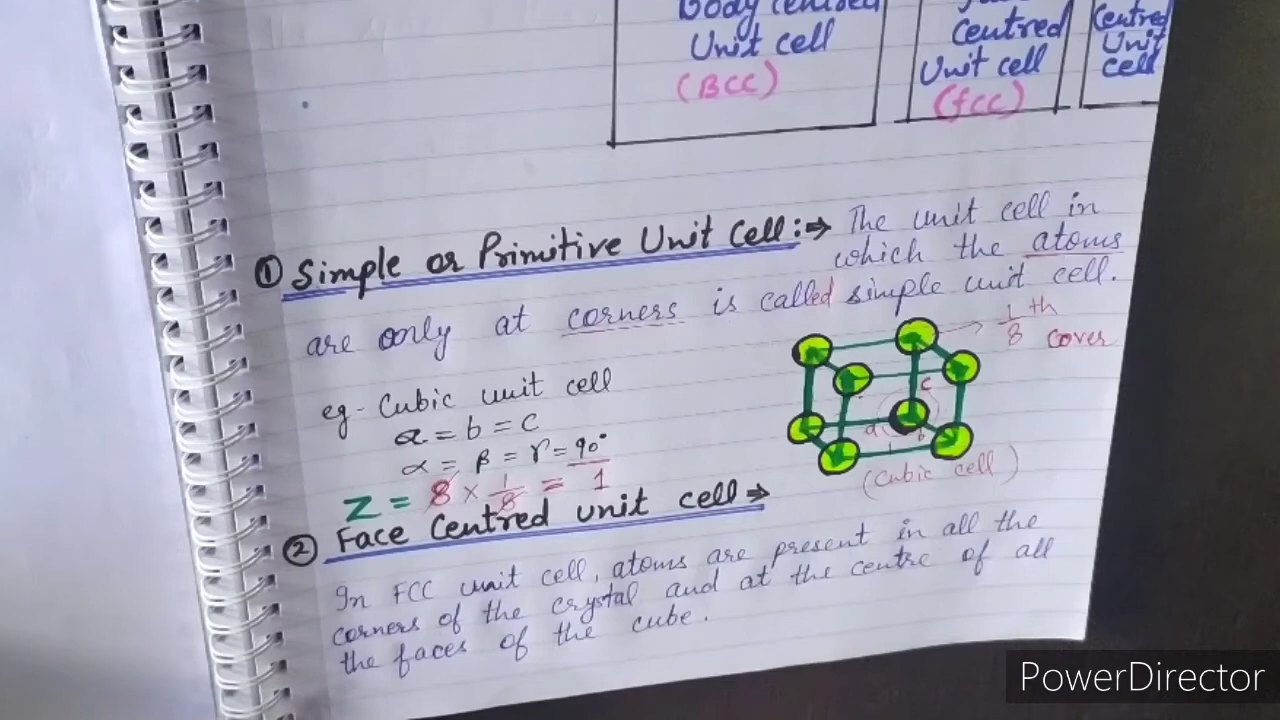 Body Centred
Unit cell
(BCC)
Centred
Unit cell
(fcc)
Centred
Unit
cell
① Simple or Primitive Unit Cell:⇒ The unit cell in
which the atoms
are only at corners is called simple unit cell.
1/8 th
cover
eg - Cubic unit cell
a = b = c
α = β = γ = 90°
Z = 8 × 1/8 = 1
c
a
b
(Cubic cell)
② Face Centred unit cell ⇒
In FCC unit cell, atoms are present in all the
corners of the crystal and at the centre of all
the faces of the cube.
PowerDirector